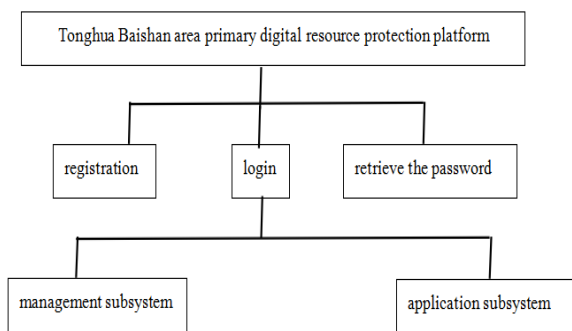 Tonghua Baishan area primary digital resource protection platform
registration
login
retrieve the password
management subsystem
application subsystem